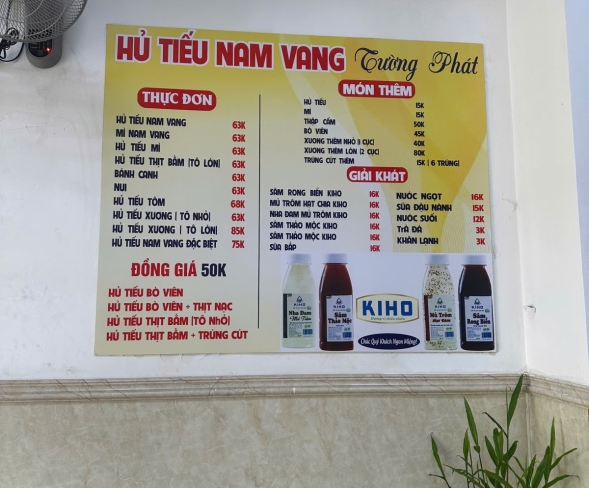 HỦ TIẾU NAM VANG Tường Phát
THỰC ĐƠN
HỦ TIẾU NAM VANG 63K
MÌ NAM VANG 63K
HỦ TIẾU MÌ 63K
HỦ TIẾU THỊT BẰM (TÔ LỚN) 63K
BÁNH CANH 63K
NUI 63K
HỦ TIẾU TÔM 68K
HỦ TIẾU XƯƠNG ( TÔ NHỎ) 63K
HỦ TIẾU XƯƠNG ( TÔ LỚN) 85K
HỦ TIẾU NAM VANG ĐẶC BIỆT 75K
ĐỒNG GIÁ 50K
HỦ TIẾU BÒ VIÊN
HỦ TIẾU BÒ VIÊN + THỊT NẠC
HỦ TIẾU THỊT BẰM (TÔ NHỎ)
HỦ TIẾU THỊT BẰM + TRỨNG CÚT
MÓN THÊM
HỦ TIẾU 15K
MÌ 15K
THẬP CẨM 50K
BÒ VIÊN 45K
XƯƠNG THÊM NHỎ (1 CỤC) 40K
XƯƠNG THÊM LỚN (2 CỤC) 80K
TRỨNG CÚT THÊM 15K ( 6 TRỨNG)
GIẢI KHÁT
SÂM RONG BIỂN KIHO 16K
MỦ TRÔM HẠT CHIA KIHO 16K
NHA ĐAM MỦ TRÔM KIHO 16K
SÂM THẢO MỘC KIHO 16K
SÂM THẢO MỘC KIHO 16K
SỮA BẮP 16K
NƯỚC NGỌT 16K
SỮA ĐẬU NÀNH 15K
NƯỚC SUỐI 12K
TRÀ ĐÁ 3K
KHĂN LẠNH 3K
KIHO
Nha Đam
Mủ Trôm
KIHO
Sâm
Thảo Mộc
KIHO
Chúc Quý Khách Ngon Miệng!
KIHO
Mủ Trôm
Hạt Chia
KIHO
Sâm
Rong Biển